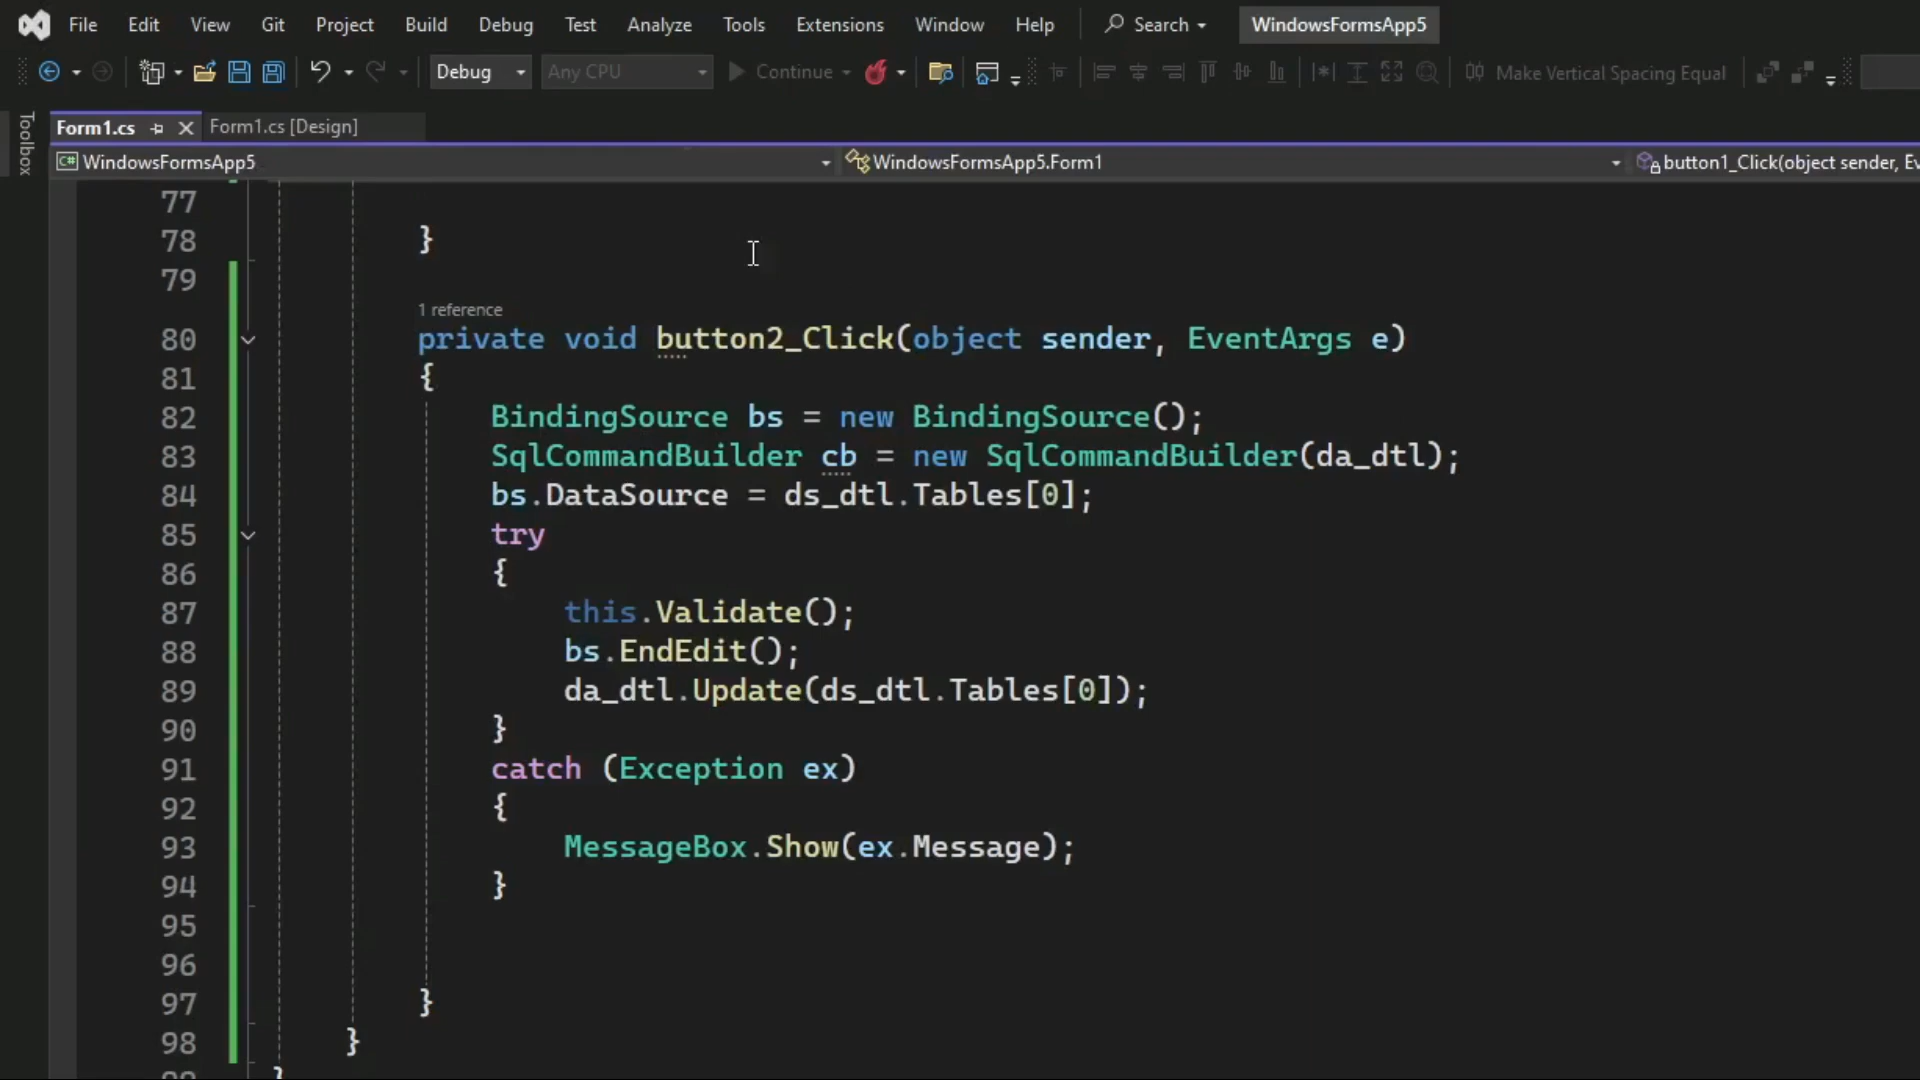 File Edit View Git Project Build Debug Test Analyze Tools Extensions Window Help Search WindowsFormsApp5
Debug Any CPU Continue Make Vertical Spacing Equal
Toolbox
Form1.cs Form1.cs [Design]
C# WindowsFormsApp5 WindowsFormsApp5.Form1 button1_Click(object sender, Ev
77
78 }
79
1 reference
80 private void button2_Click(object sender, EventArgs e)
81 {
82 BindingSource bs = new BindingSource();
83 SqlCommandBuilder cb = new SqlCommandBuilder(da_dtl);
84 bs.DataSource = ds_dtl.Tables[0];
85 try
86 {
87 this.Validate();
88 bs.EndEdit();
89 da_dtl.Update(ds_dtl.Tables[0]);
90 }
91 catch (Exception ex)
92 {
93 MessageBox.Show(ex.Message);
94 }
95
96
97 }
98 }
99 }